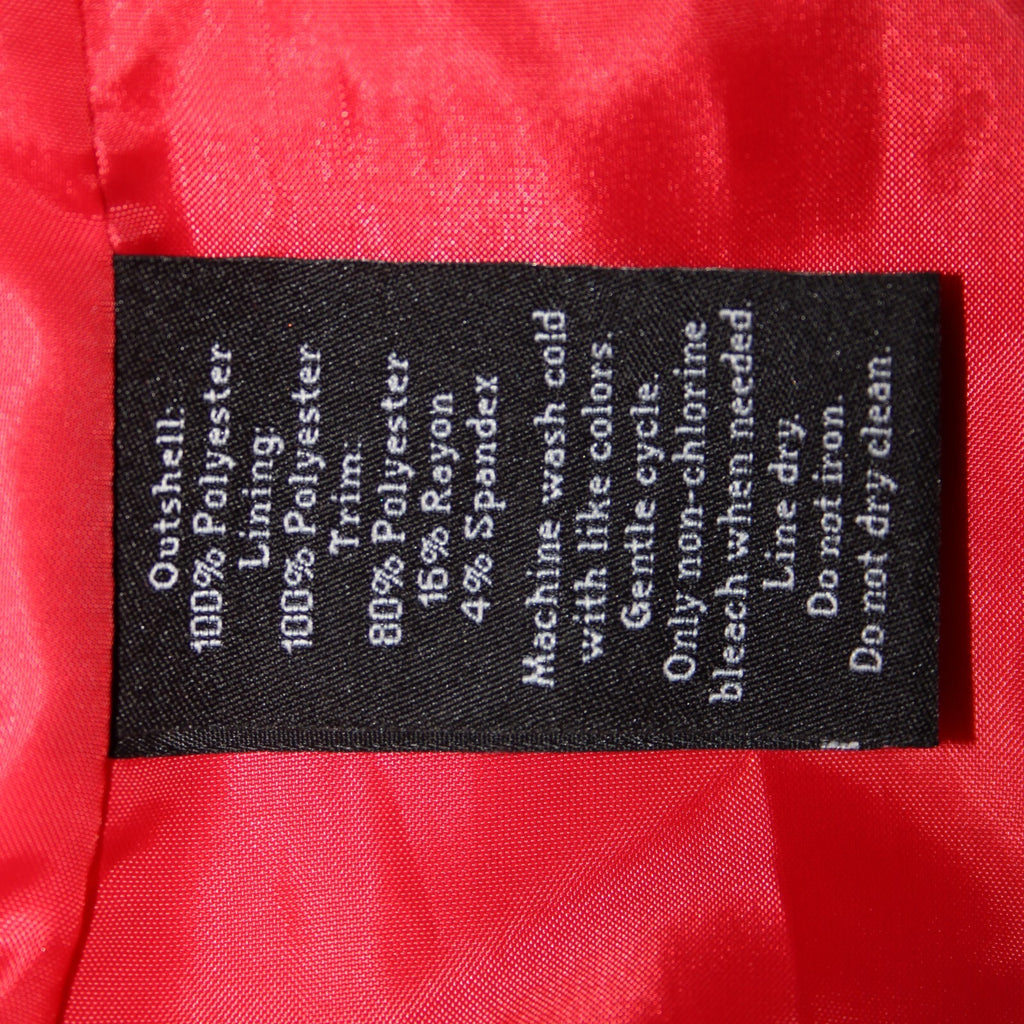 Outshell:
100% Polyester
Lining:
100% Polyester
Trim:
80% Polyester
16% Rayon
4% Spandex
Machine wash cold
with like colors.
Gentle cycle.
Only non-chlorine
bleach when needed.
Line dry.
Do not iron.
Do not dry clean.